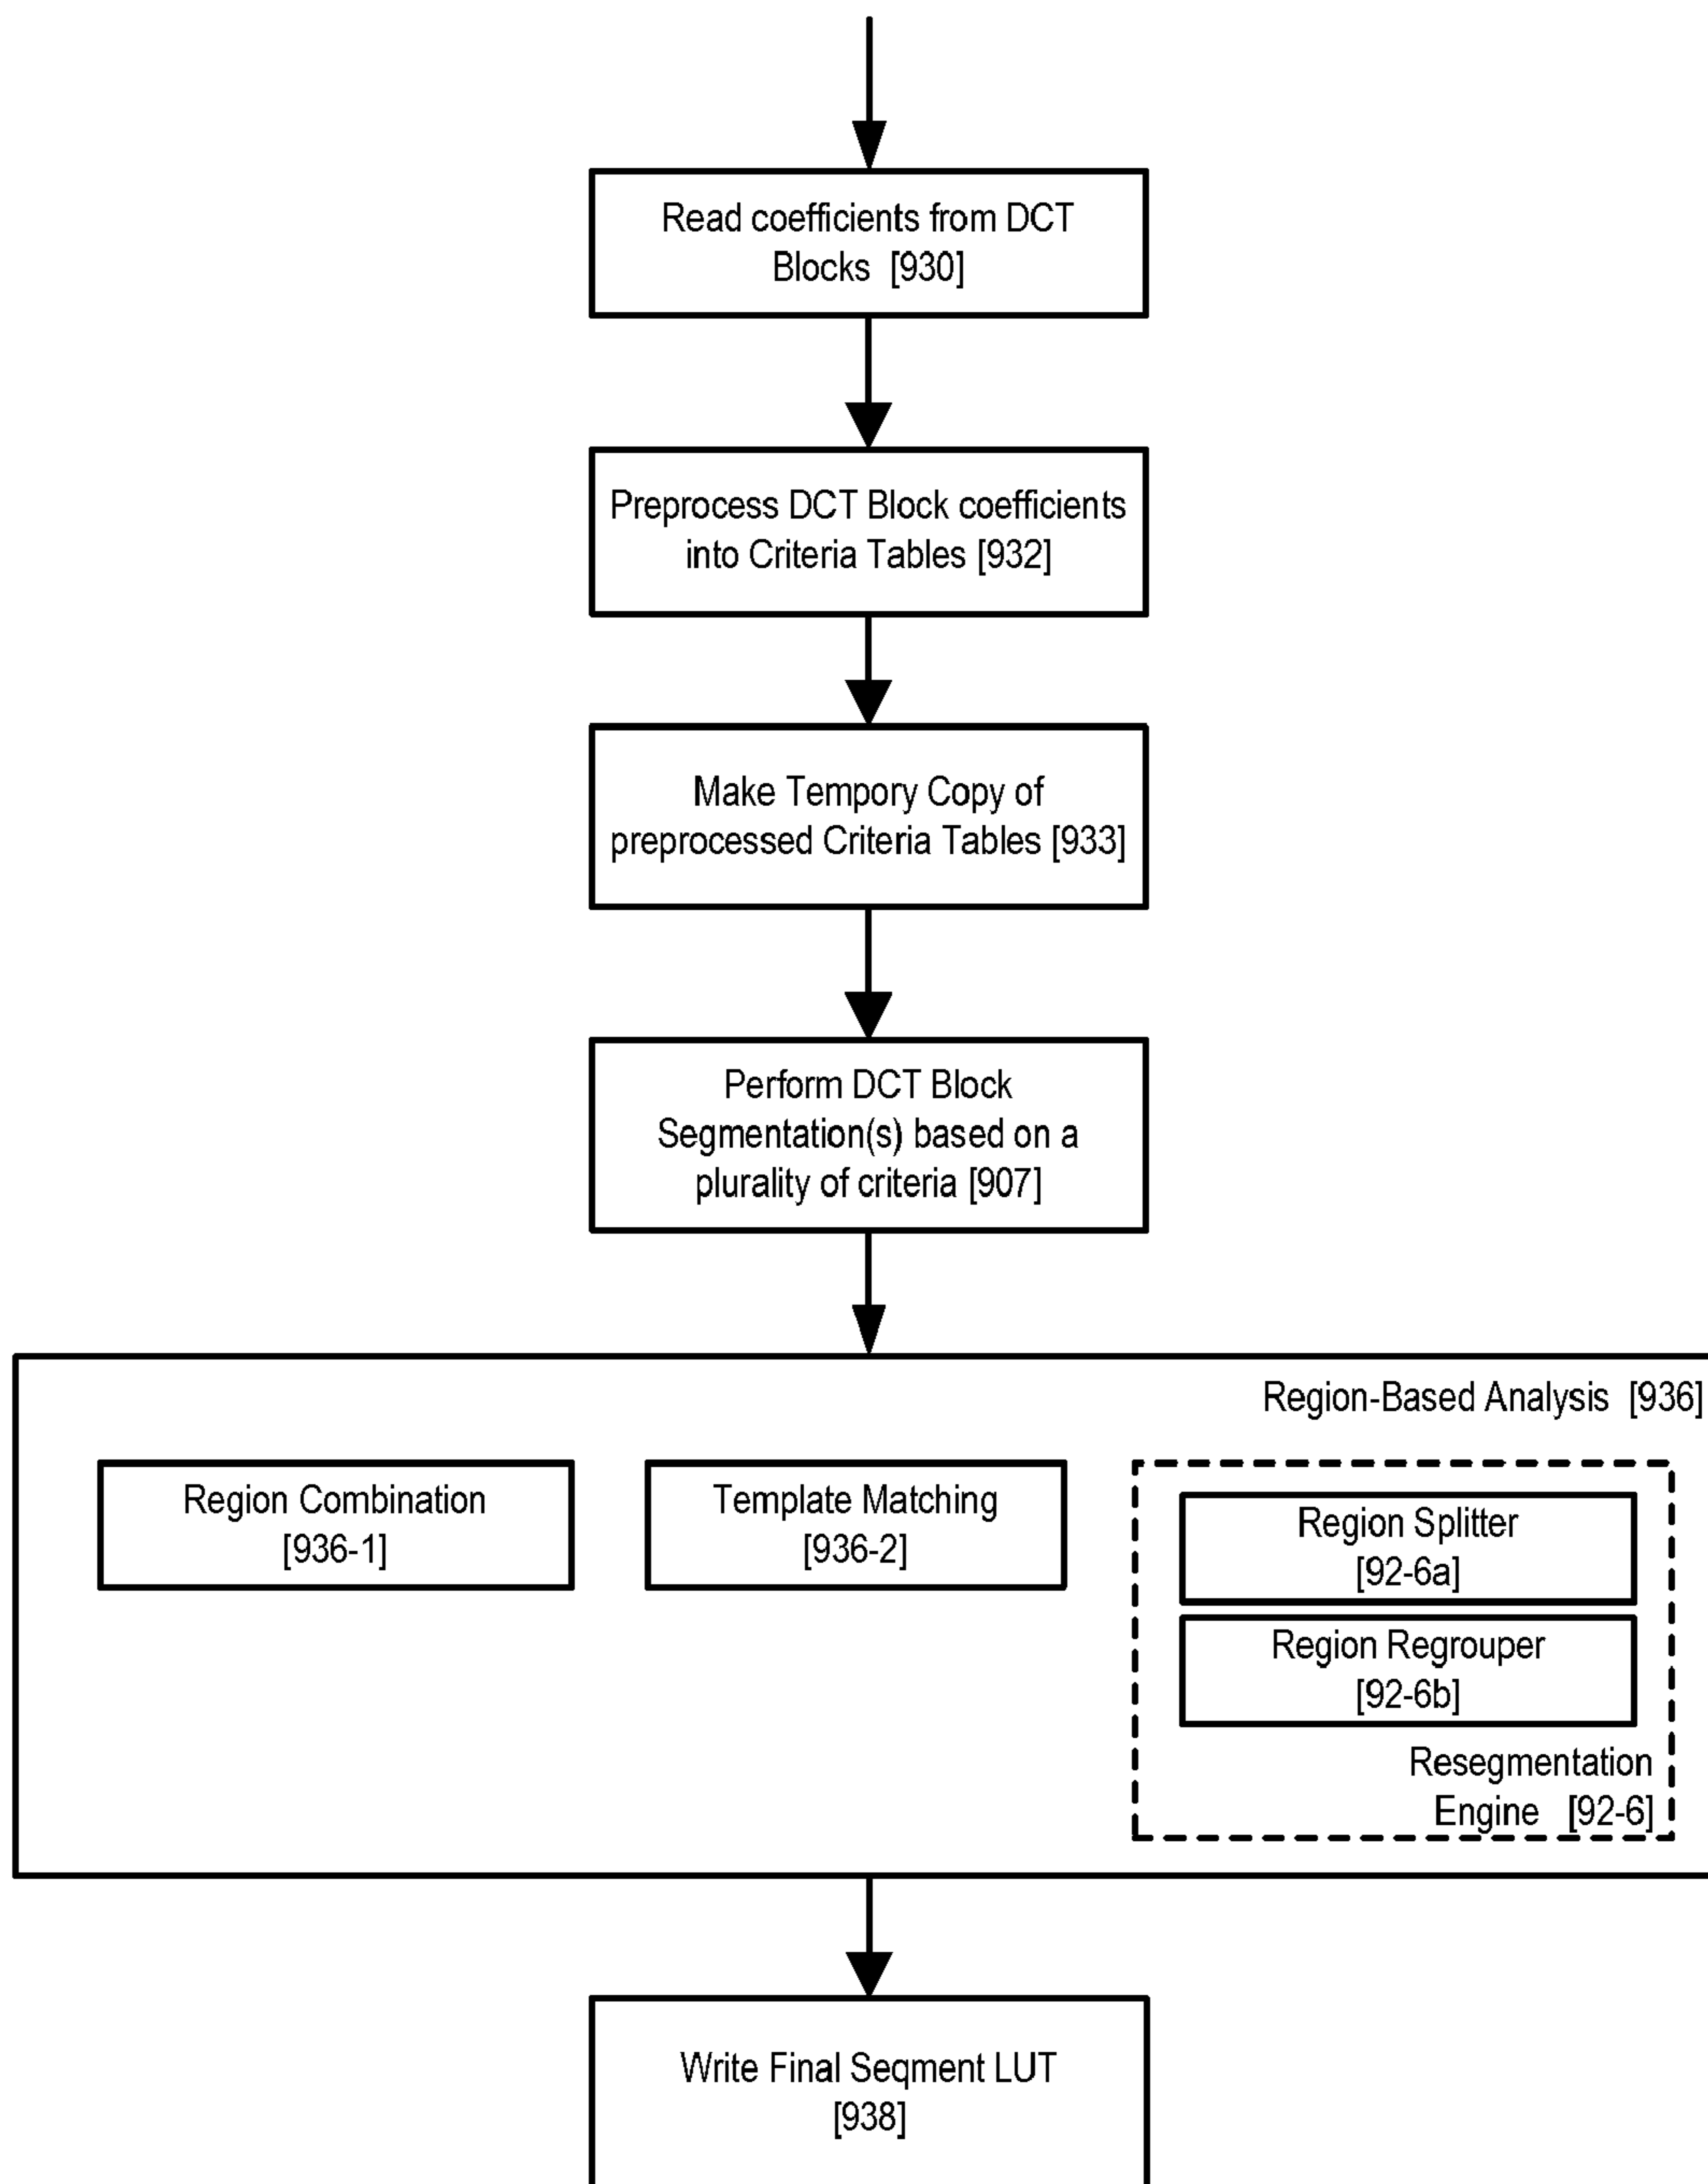 Read coefficients from DCT
Blocks [930]
Preprocess DCT Block coefficients
into Criteria Tables [932]
Make Tempory Copy of
preprocessed Criteria Tables [933]
Perform DCT Block
Segmentation(s) based on a
plurality of criteria [907]
Region-Based Analysis [936]
Region Combination
[936-1]
Template Matching
[936-2]
Region Splitter
[92-6a]
Region Regrouper
[92-6b]
Resegmentation
Engine [92-6]
Write Final Seqment LUT
[938]